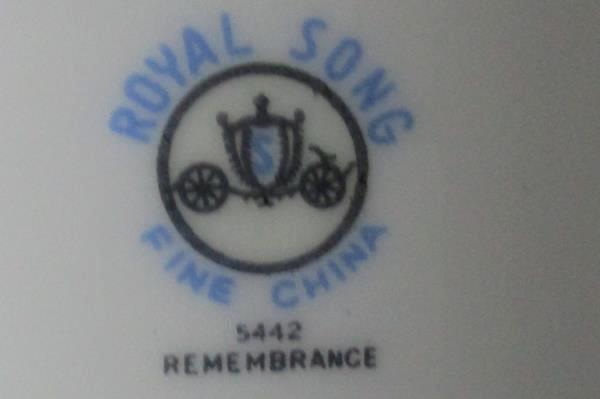 ROYAL SONG
S
FINE CHINA
5442
REMEMBRANCE